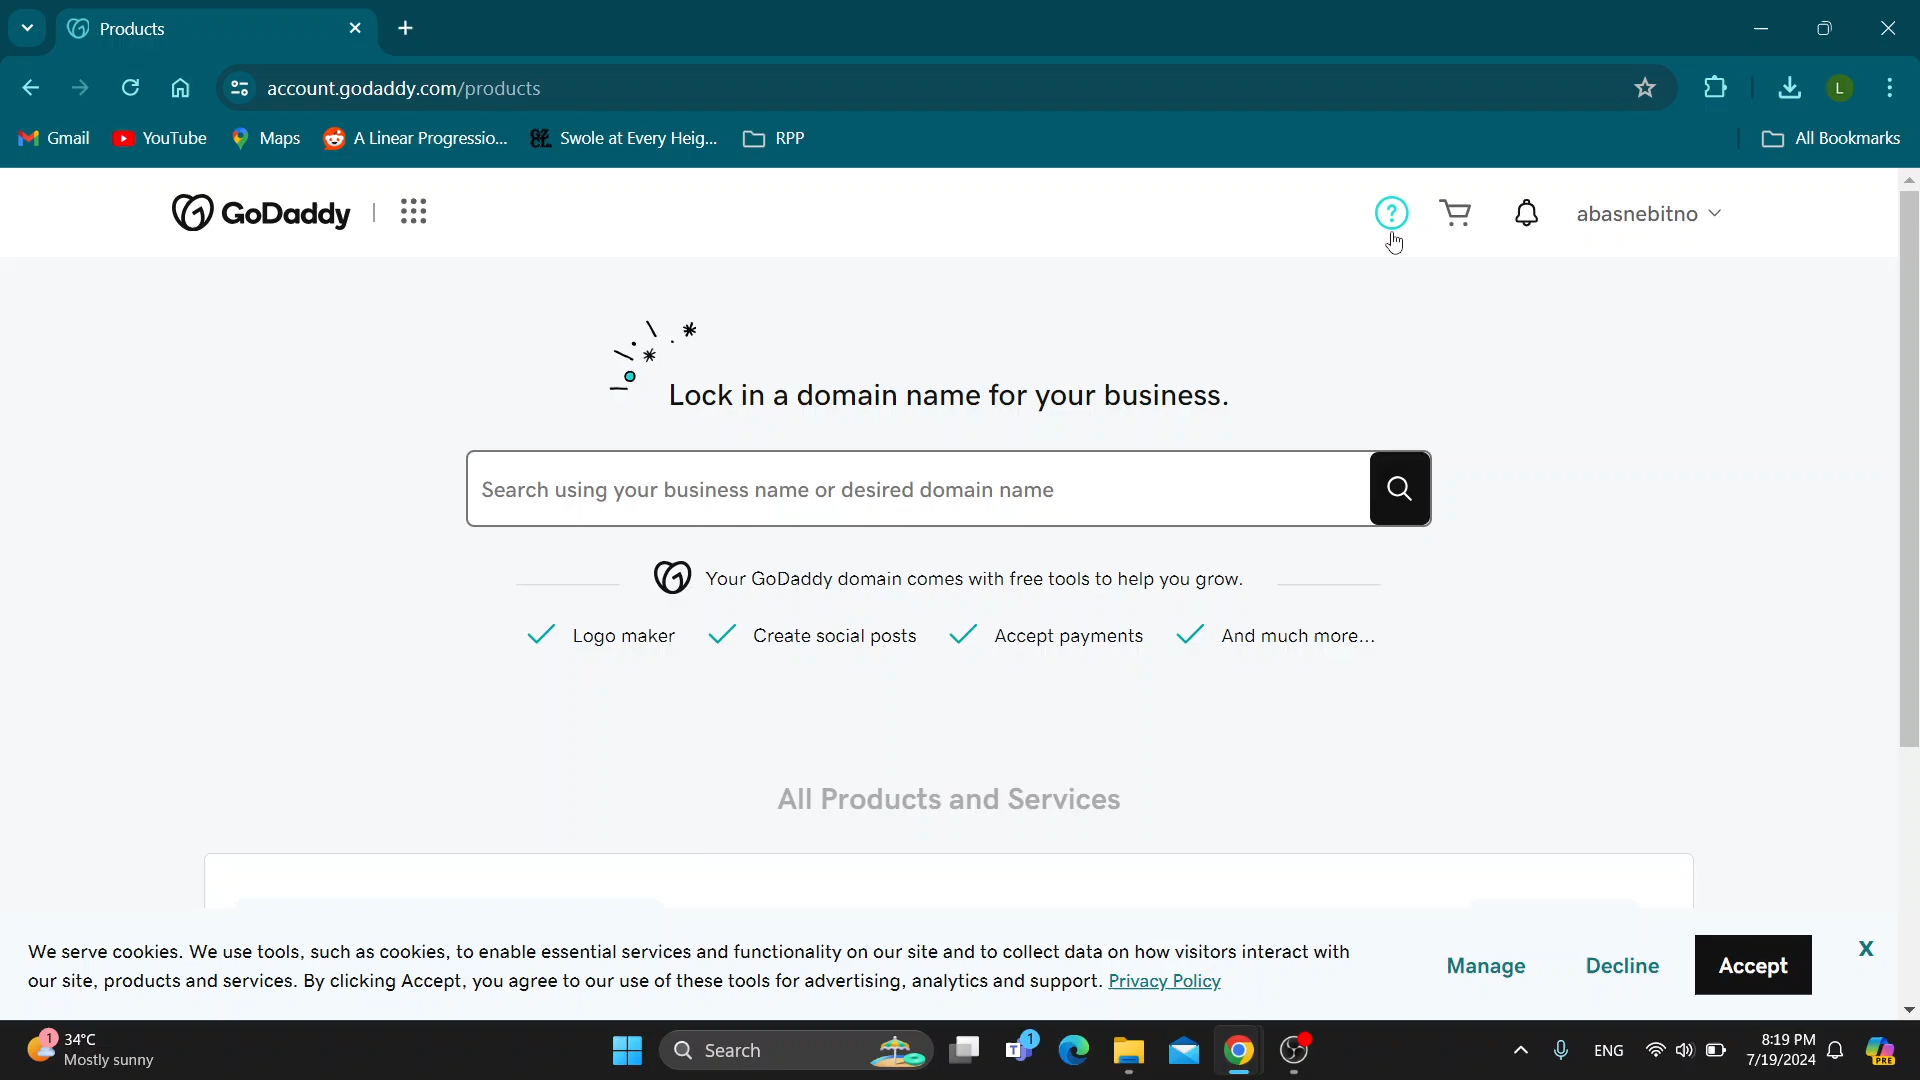 Products
account.godaddy.com/products
Gmail
YouTube
Maps
A Linear Progressio...
Swole at Every Heig...
RPP
All Bookmarks
L
GoDaddy
?
abasnebitno
Lock in a domain name for your business.
Search using your business name or desired domain name
Your GoDaddy domain comes with free tools to help you grow.
Logo maker
Create social posts
Accept payments
And much more...
All Products and Services
We serve cookies. We use tools, such as cookies, to enable essential services and functionality on our site and to collect data on how visitors interact with
our site, products and services. By clicking Accept, you agree to our use of these tools for advertising, analytics and support. Privacy Policy
Manage
Decline
Accept
X
1
34°C
Mostly sunny
Search
1
ENG
8:19 PM
7/19/2024
PRE